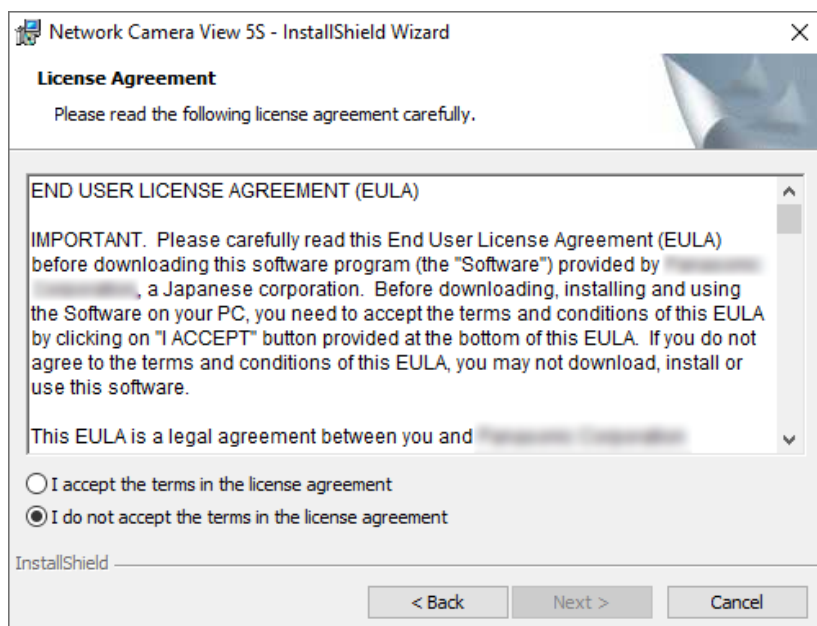 Network Camera View 5S - InstallShield Wizard
License Agreement
Please read the following license agreement carefully.
END USER LICENSE AGREEMENT (EULA)
IMPORTANT.  Please carefully read this End User License Agreement (EULA)
before downloading this software program (the "Software") provided by
, a Japanese corporation.  Before downloading, installing and using
the Software on your PC, you need to accept the terms and conditions of this EULA
by clicking on "I ACCEPT" button provided at the bottom of this EULA.  If you do not
agree to the terms and conditions of this EULA, you may not download, install or
use this software.
This EULA is a legal agreement between you and
I accept the terms in the license agreement
I do not accept the terms in the license agreement
InstallShield
< Back
Next >
Cancel